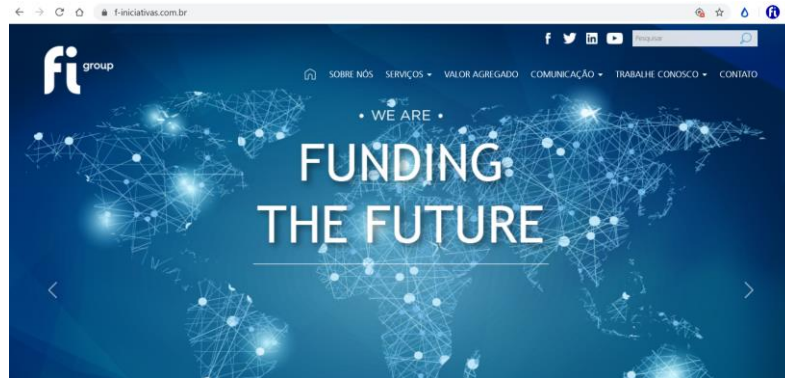 f-iniciativas.com.br
Pesquisar
fi group
SOBRE NÓS SERVIÇOS VALOR AGREGADO COMUNICAÇÃO TRABALHE CONOSCO CONTATO
• WE ARE •
FUNDING
THE FUTURE